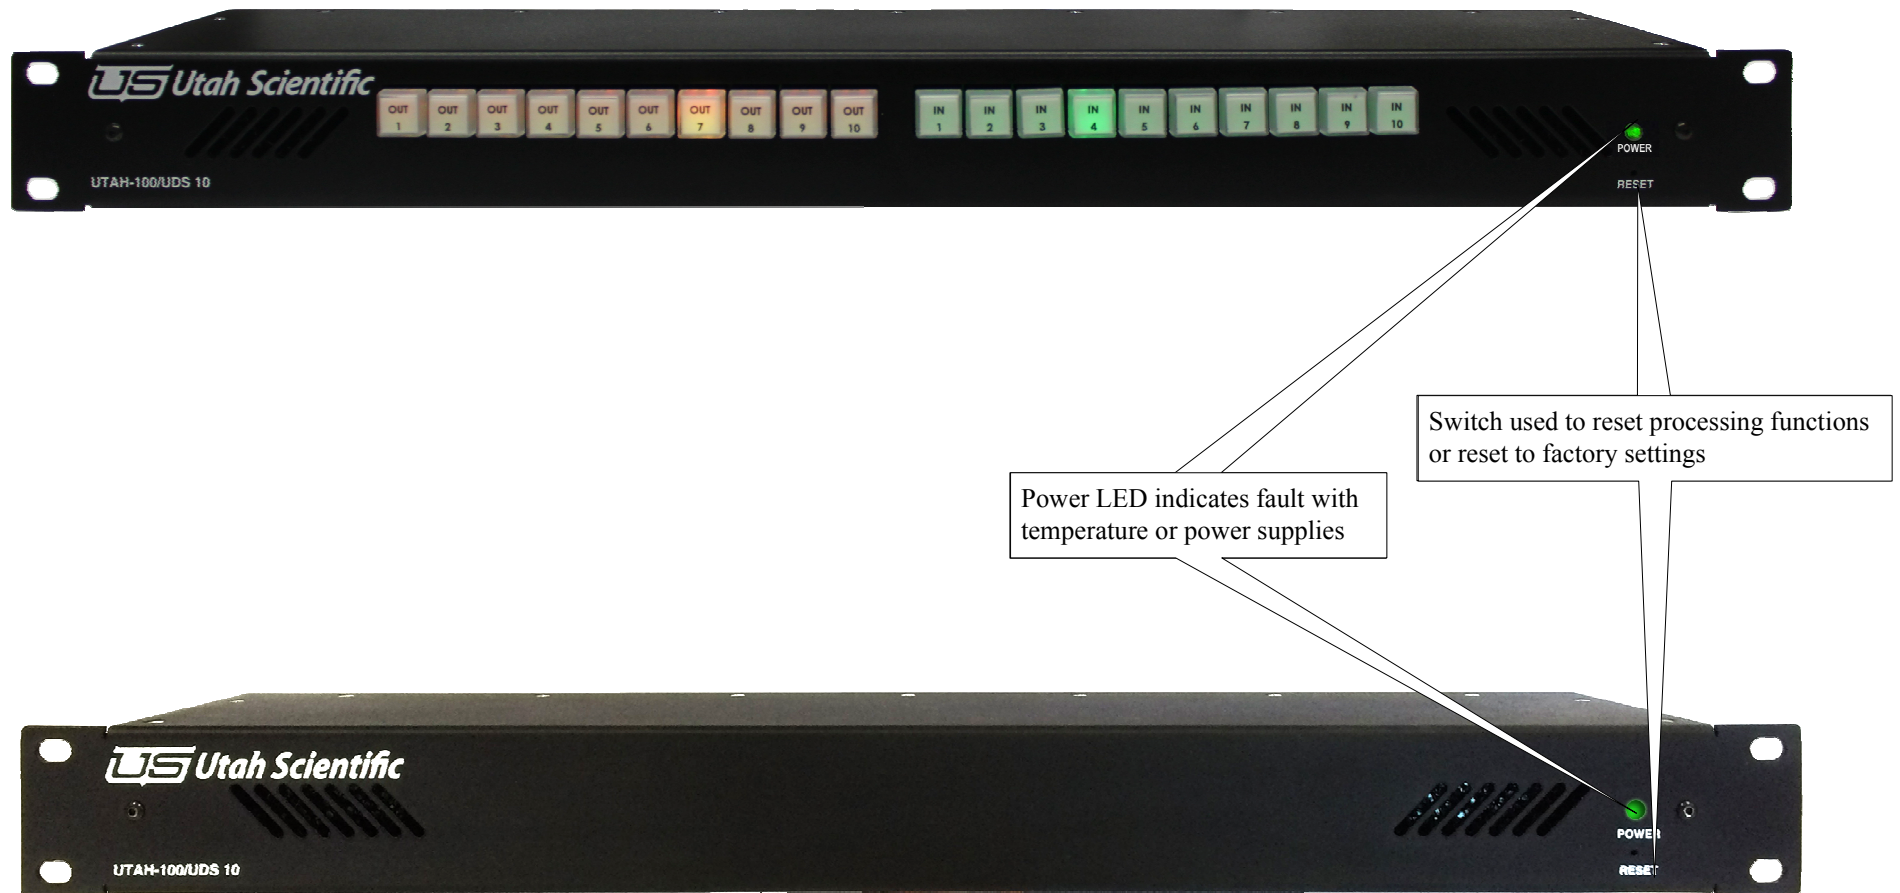 US Utah Scientific
OUT 1
OUT 2
OUT 3
OUT 4
OUT 5
OUT 6
OUT 7
OUT 8
OUT 9
OUT 10
IN 1
IN 2
IN 3
IN 4
IN 5
IN 6
IN 7
IN 8
IN 9
IN 10
POWER
UTAH-100/UDS 10
RESET
Switch used to reset processing functions
or reset to factory settings
Power LED indicates fault with
temperature or power supplies
US Utah Scientific
POWER
UTAH-100/UDS 10
RESET